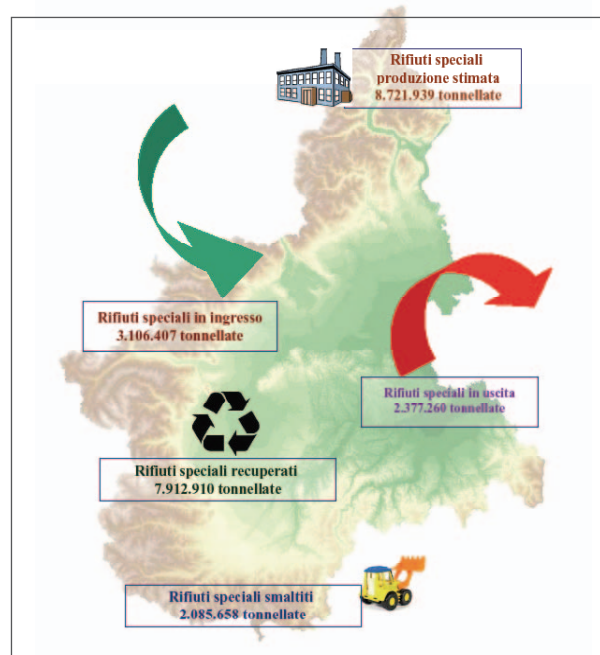 Rifiuti speciali
produzione stimata
8.721.939 tonnellate
Rifiuti speciali in ingresso
3.106.407 tonnellate
Rifiuti speciali in uscita
2.377.260 tonnellate
Rifiuti speciali recuperati
7.912.910 tonnellate
Rifiuti speciali smaltiti
2.085.658 tonnellate